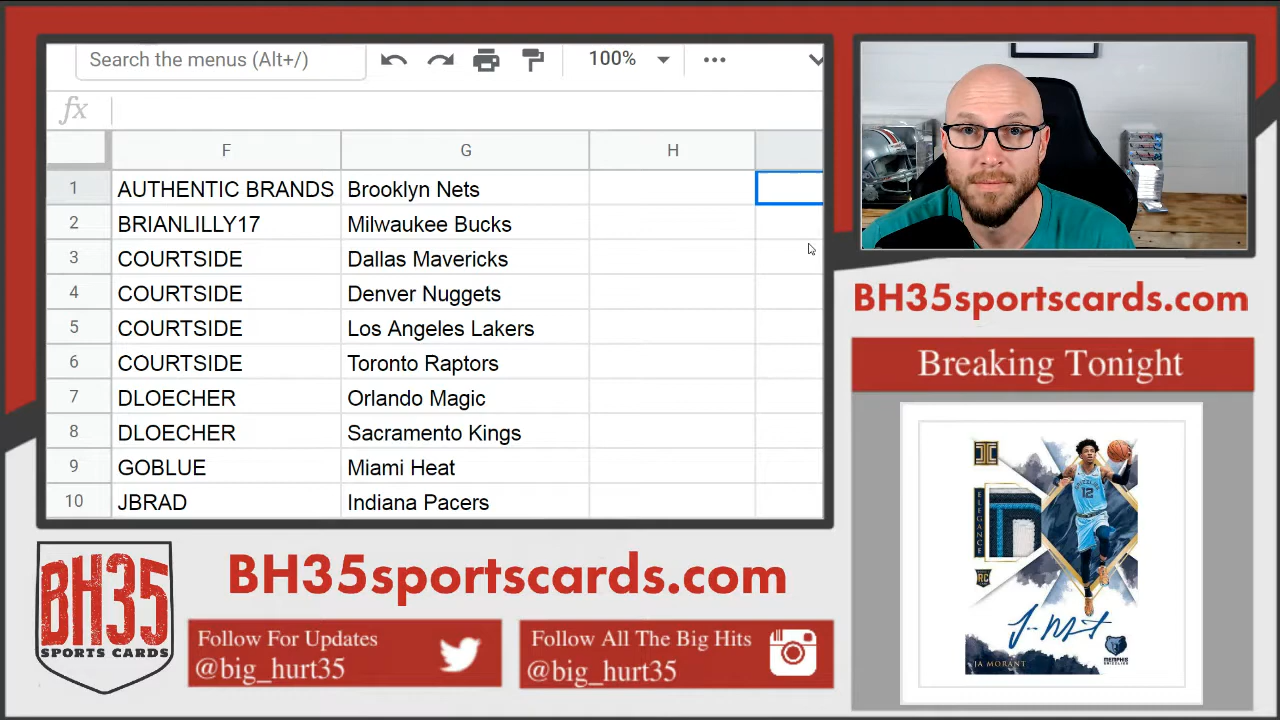 Search the menus (Alt+/)
100%
fx
F G H
1 AUTHENTIC BRANDS Brooklyn Nets
2 BRIANLILLY17 Milwaukee Bucks
3 COURTSIDE Dallas Mavericks
4 COURTSIDE Denver Nuggets
5 COURTSIDE Los Angeles Lakers
6 COURTSIDE Toronto Raptors
7 DLOECHER Orlando Magic
8 DLOECHER Sacramento Kings
9 GOBLUE Miami Heat
10 JBRAD Indiana Pacers
BH35sportscards.com
Breaking Tonight
ELEGANCE
RC
12
JA MORANT
MEMPHIS
GRIZZLIES
BH35
SPORTS CARDS
BH35sportscards.com
Follow For Updates
@big_hurt35
Follow All The Big Hits
@big_hurt35